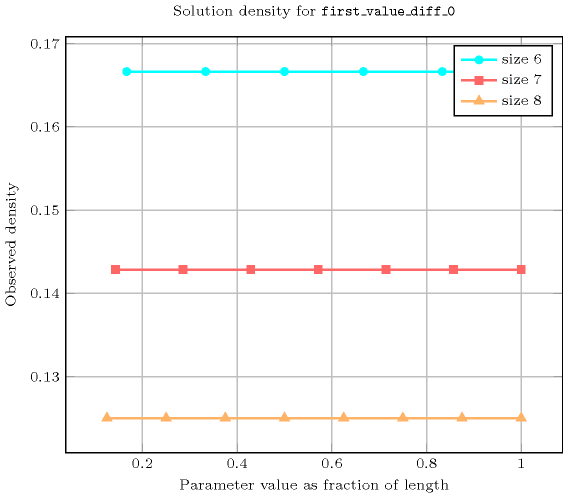 Solution density for first_value_diff_0
0.17
0.16
0.15
0.14
0.13
Observed density
size 6
size 7
size 8
0.2
0.4
0.6
0.8
1
Parameter value as fraction of length